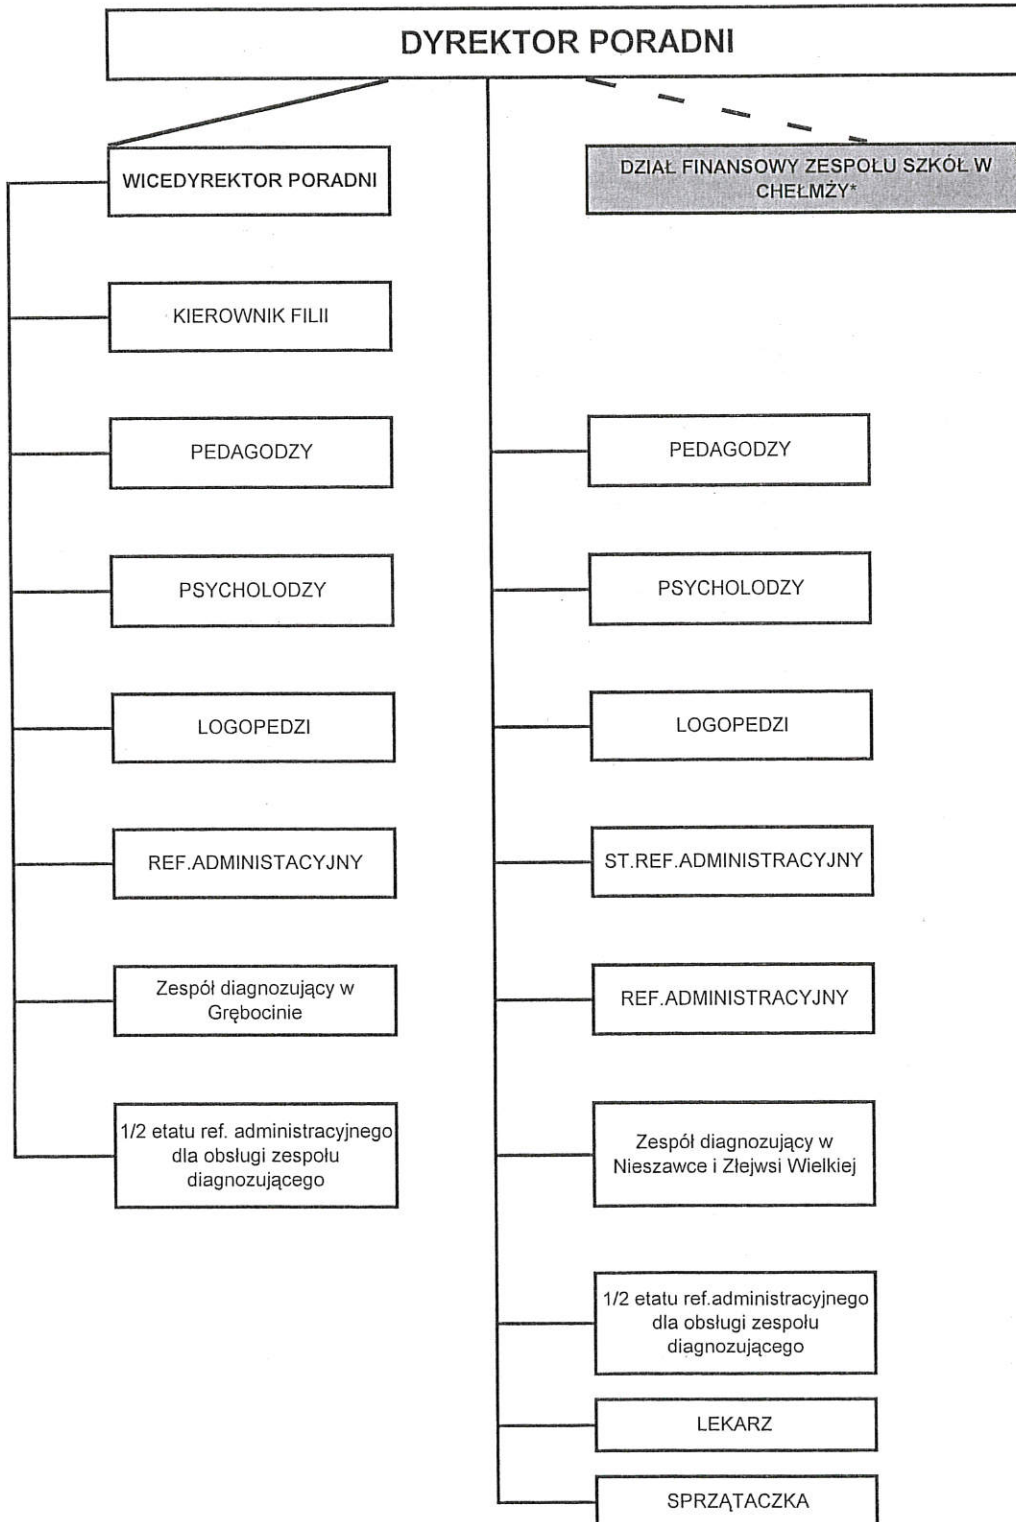 DYREKTOR PORADNI
WICEDYREKTOR PORADNI
DZIAŁ FINANSOWY ZESPOŁU SZKÓŁ W
CHEŁMŻY*
KIEROWNIK FILII
PEDAGODZY
PEDAGODZY
PSYCHOLODZY
PSYCHOLODZY
LOGOPEDZI
LOGOPEDZI
REF.ADMINISTACYJNY
ST.REF.ADMINISTRACYJNY
Zespół diagnozujący w
Grębocinie
REF.ADMINISTRACYJNY
1/2 etatu ref. administracyjnego
dla obsługi zespołu
diagnozującego
Zespół diagnozujący w
Nieszawce i Złejwsi Wielkiej
1/2 etatu ref.administracyjnego
dla obsługi zespołu
diagnozującego
LEKARZ
SPRZĄTACZKA